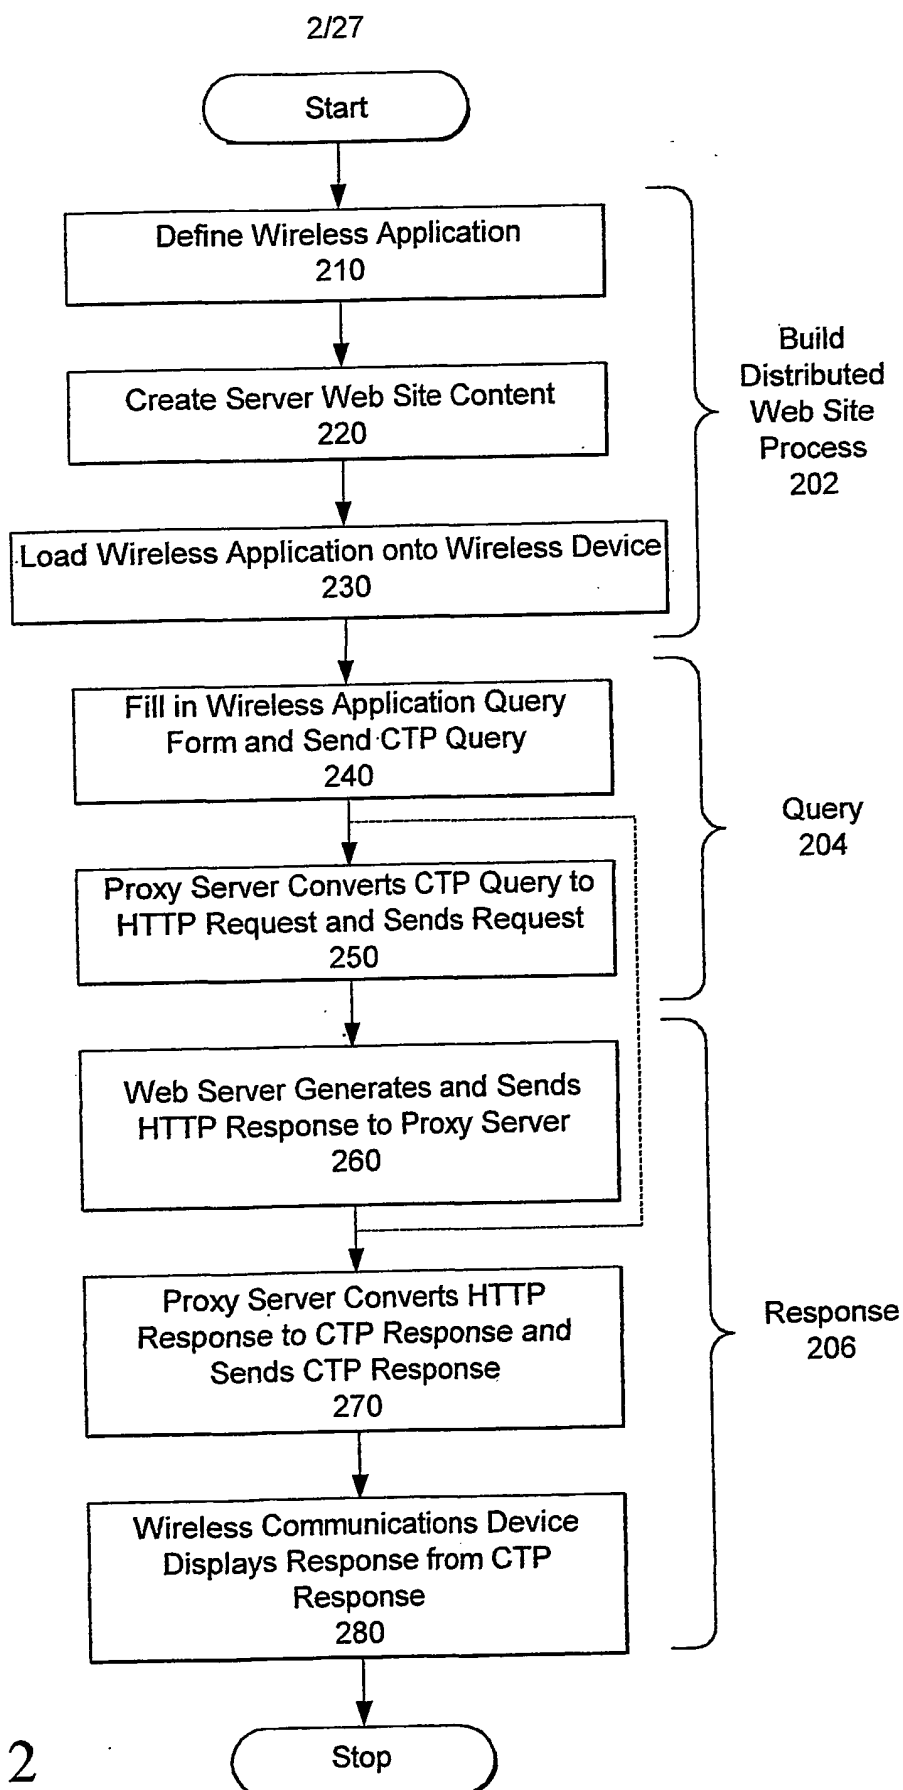 2/27
Start
Define Wireless Application
210
Create Server Web Site Content
220
Load Wireless Application onto Wireless Device
230
Build
Distributed
Web Site
Process
202
Fill in Wireless Application Query
Form and Send CTP Query
240
Proxy Server Converts CTP Query to
HTTP Request and Sends Request
250
Query
204
Web Server Generates and Sends
HTTP Response to Proxy Server
260
Proxy Server Converts HTTP
Response to CTP Response and
Sends CTP Response
270
Wireless Communications Device
Displays Response from CTP
Response
280
Response
206
Stop
2